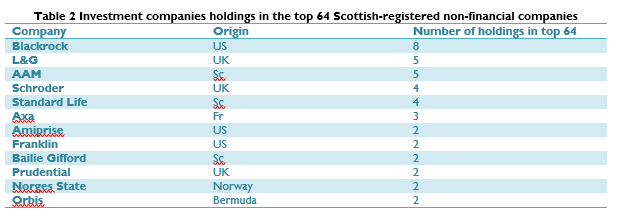 Table 2 Investment companies holdings in the top 64 Scottish-registered non-financial companies
Company Origin Number of holdings in top 64
Blackrock US 8
L&G UK 5
AAM Sc 5
Schroder UK 4
Standard Life Sc 4
Axa Fr 3
Amiprise US 2
Franklin US 2
Bailie Gifford Sc 2
Prudential UK 2
Norges State Norway 2
Orbis Bermuda 2